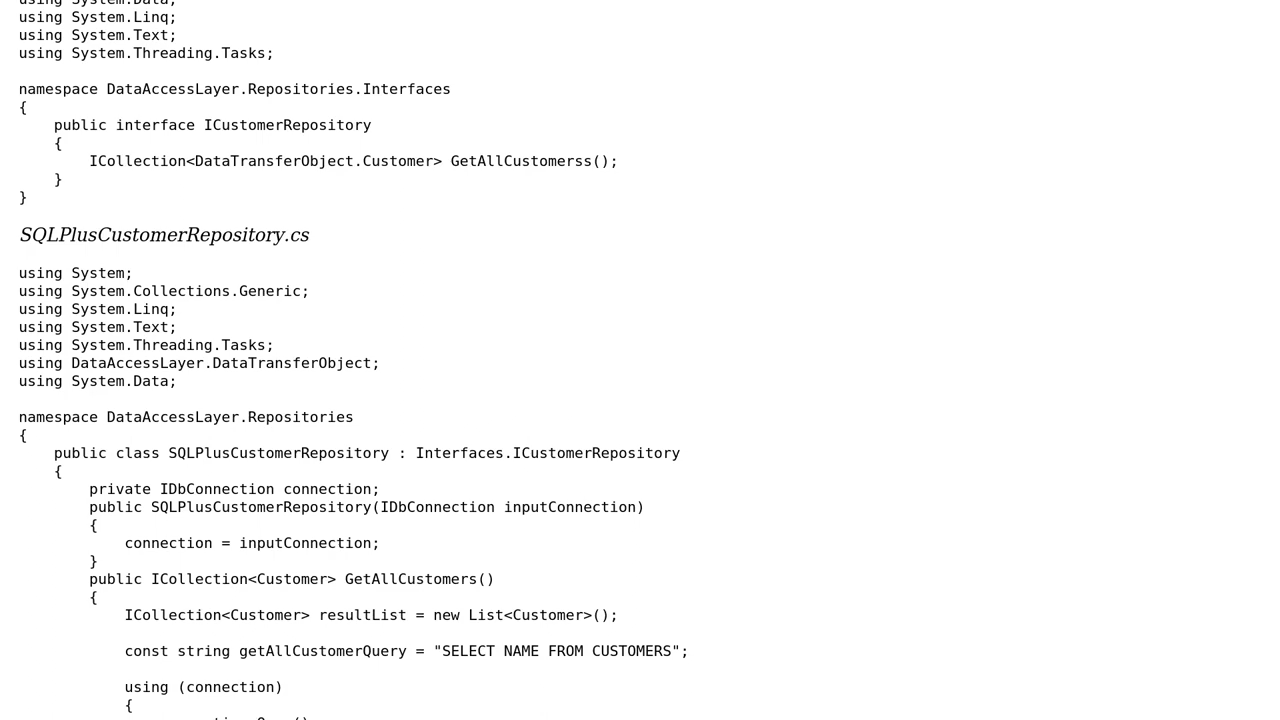 using System.Data;
using System.Linq;
using System.Text;
using System.Threading.Tasks;

namespace DataAccessLayer.Repositories.Interfaces
{
    public interface ICustomerRepository
    {
        ICollection<DataTransferObject.Customer> GetAllCustomerss();
    }
}
SQLPlusCustomerRepository.cs
using System;
using System.Collections.Generic;
using System.Linq;
using System.Text;
using System.Threading.Tasks;
using DataAccessLayer.DataTransferObject;
using System.Data;

namespace DataAccessLayer.Repositories
{
    public class SQLPlusCustomerRepository : Interfaces.ICustomerRepository
    {
        private IDbConnection connection;
        public SQLPlusCustomerRepository(IDbConnection inputConnection)
        {
            connection = inputConnection;
        }
        public ICollection<Customer> GetAllCustomers()
        {
            ICollection<Customer> resultList = new List<Customer>();

            const string getAllCustomerQuery = "SELECT NAME FROM CUSTOMERS";

            using (connection)
            {